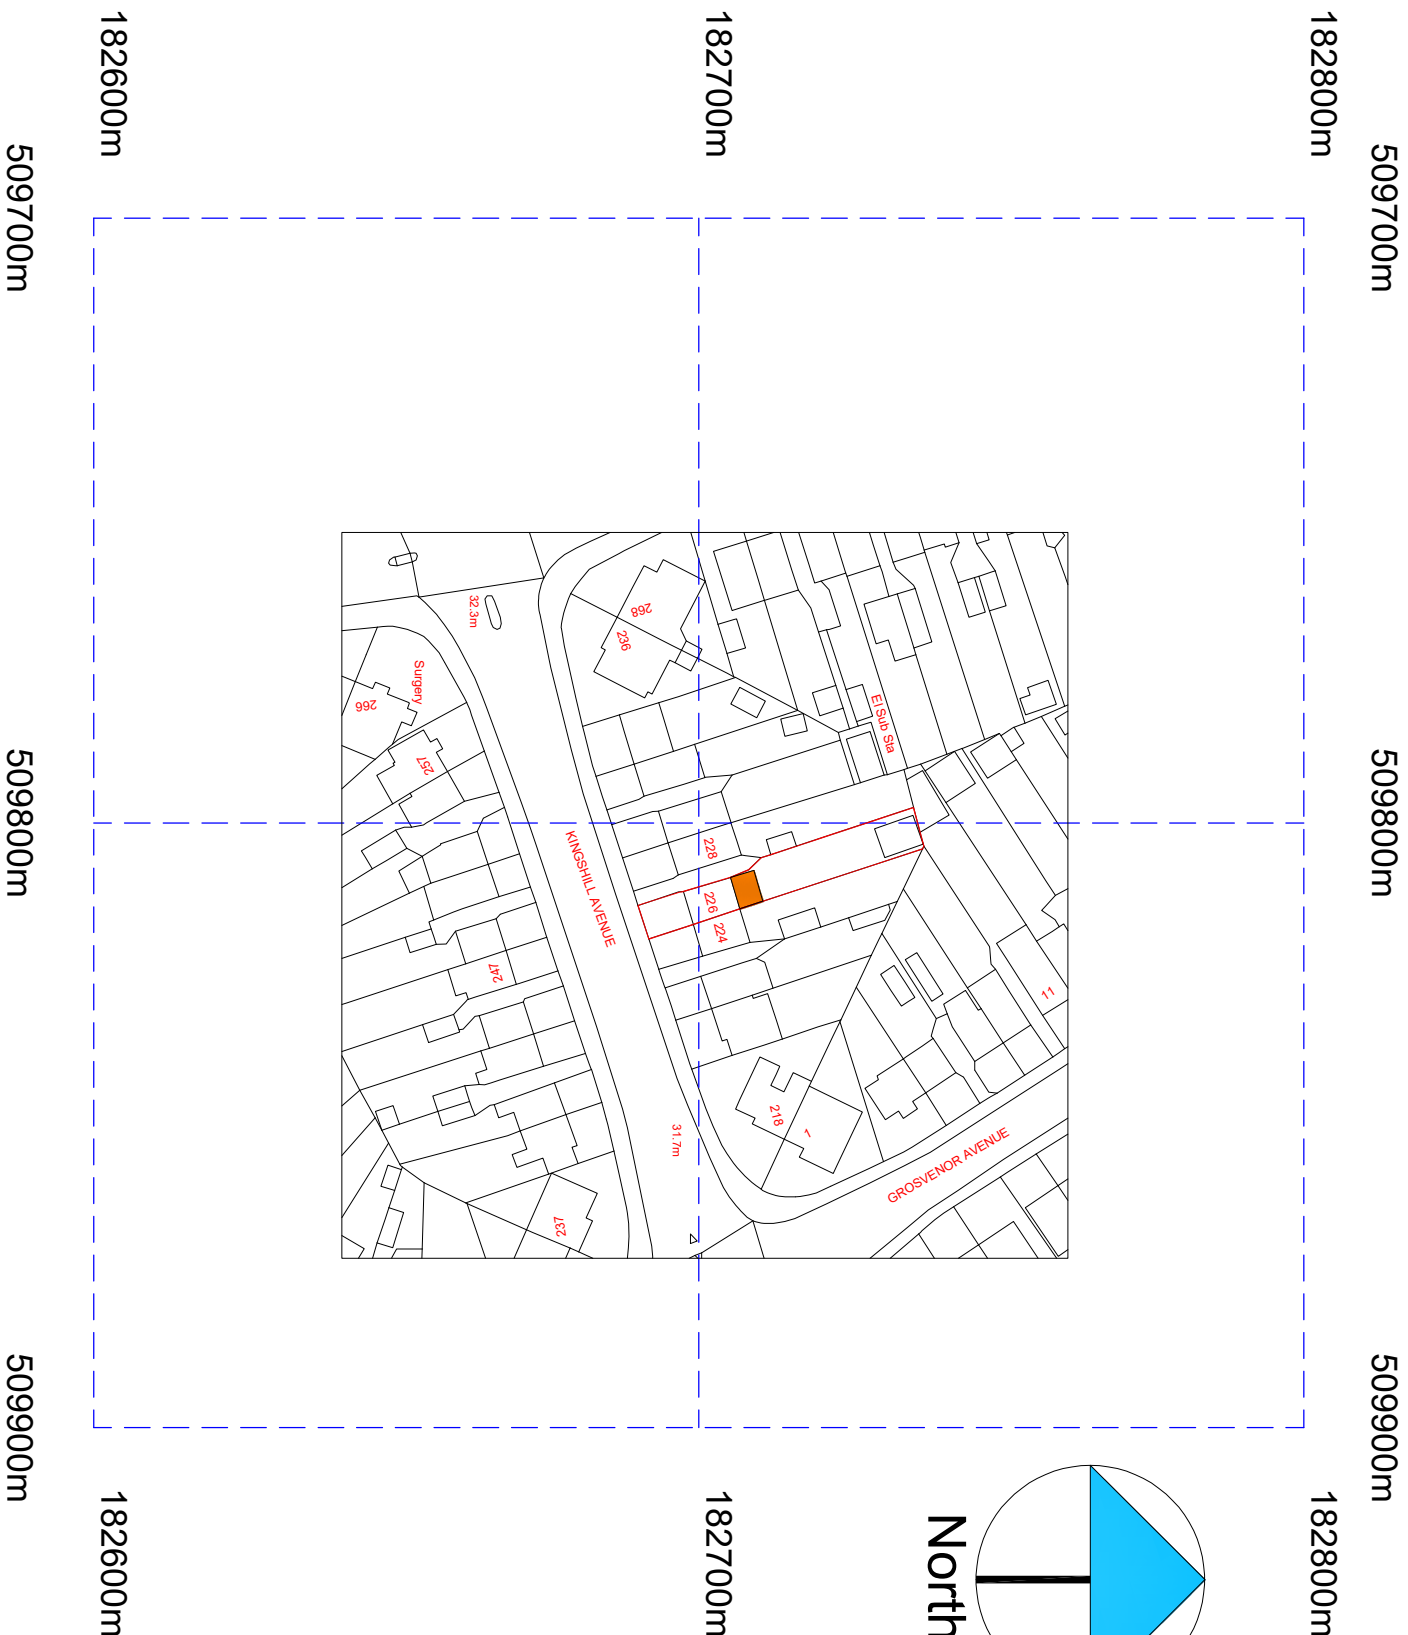 182600m
182700m
182800m
509700m
509700m
268
236
32.3m
Surgery
266
257
El Sub Sta
509800m
509800m
KINGSHILL AVENUE
228
226
224
247
11
218
1
31.7m
GROSVENOR AVENUE
237
509900m
509900m
North
182600m
182700m
182800m